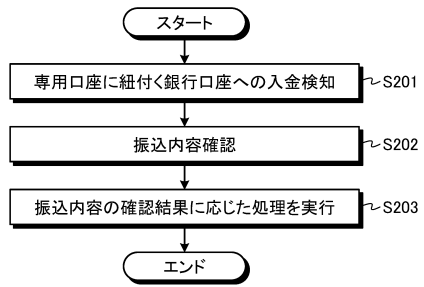 スタート
専用口座に紐付く銀行口座への入金検知
S201
振込内容確認
S202
振込内容の確認結果に応じた処理を実行
S203
エンド